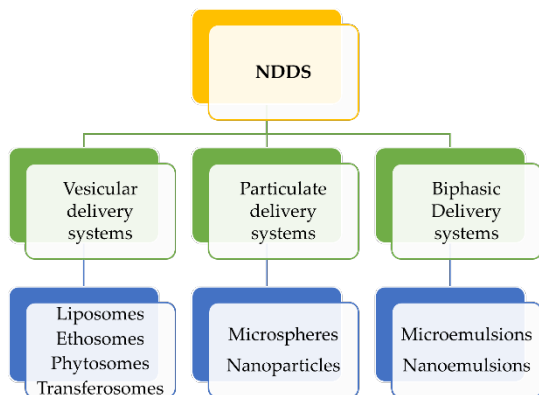 NDDS
Vesicular
delivery
systems
Particulate
delivery
systems
Biphasic
Delivery
systems
Liposomes
Ethosomes
Phytosomes
Transferosomes
Microspheres
Nanoparticles
Microemulsions
Nanoemulsions